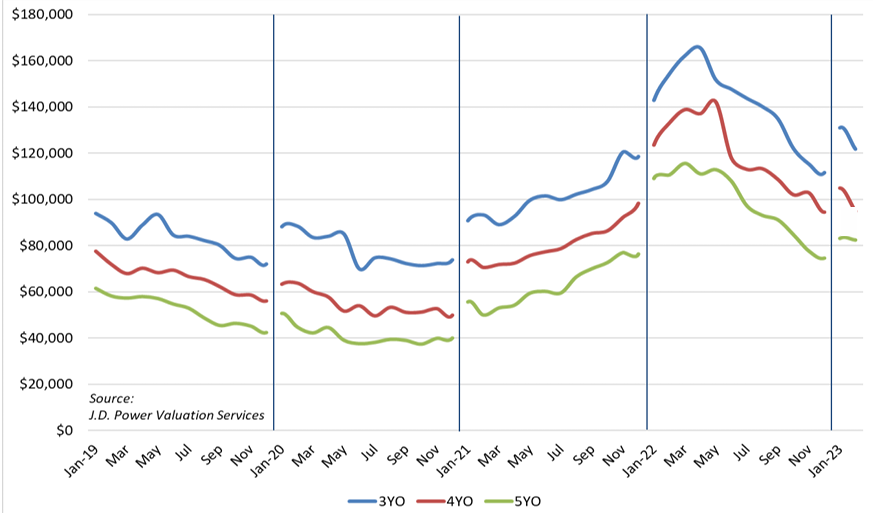 $180,000
$160,000
$140,000
$120,000
$100,000
$80,000
$60,000
$40,000
$20,000
$0
Source:
J.D. Power Valuation Services
Jan-19 Mar May Jul Sep Nov Jan-20 Mar May Jul Sep Nov Jan-21 Mar May Jul Sep Nov Jan-22 Mar May Jul Sep Nov Jan-23
3YO 4YO 5YO